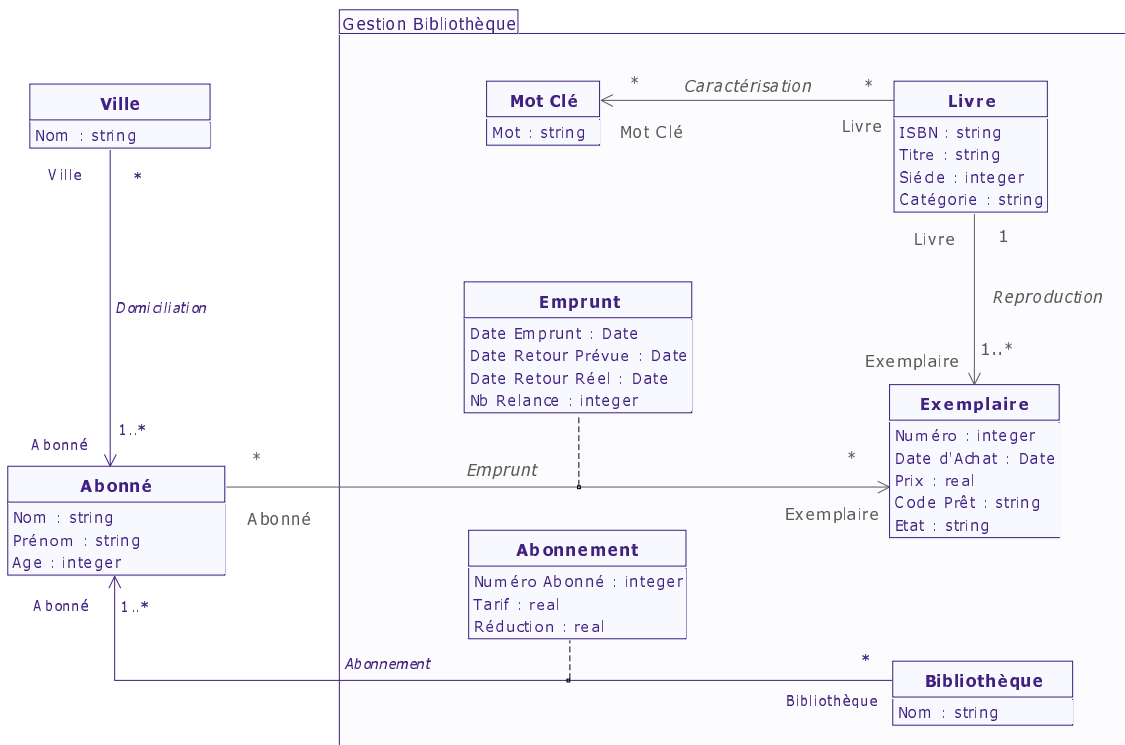 Gestion Bibliothèque
Ville
Nom : string
Ville
*
Domiciliation
1..*
Abonné
Mot Clé
Mot : string
*
Caractérisation
*
Mot Clé
Livre
Livre
ISBN : string
Titre : string
Siécle : integer
Catégorie : string
Livre
1
Reproduction
1..*
Exemplaire
Emprunt
Date Emprunt : Date
Date Retour Prévue : Date
Date Retour Réel : Date
Nb Relance : integer
Exemplaire
Numéro : integer
Date d'Achat : Date
Prix : real
Code Prêt : string
Etat : string
Abonné
Nom : string
Prénom : string
Age : integer
*
Emprunt
*
Abonné
Exemplaire
Abonnement
Numéro Abonné : integer
Tarif : real
Réduction : real
Abonné
1..*
Abonnement
*
Bibliothèque
Bibliothèque
Nom : string